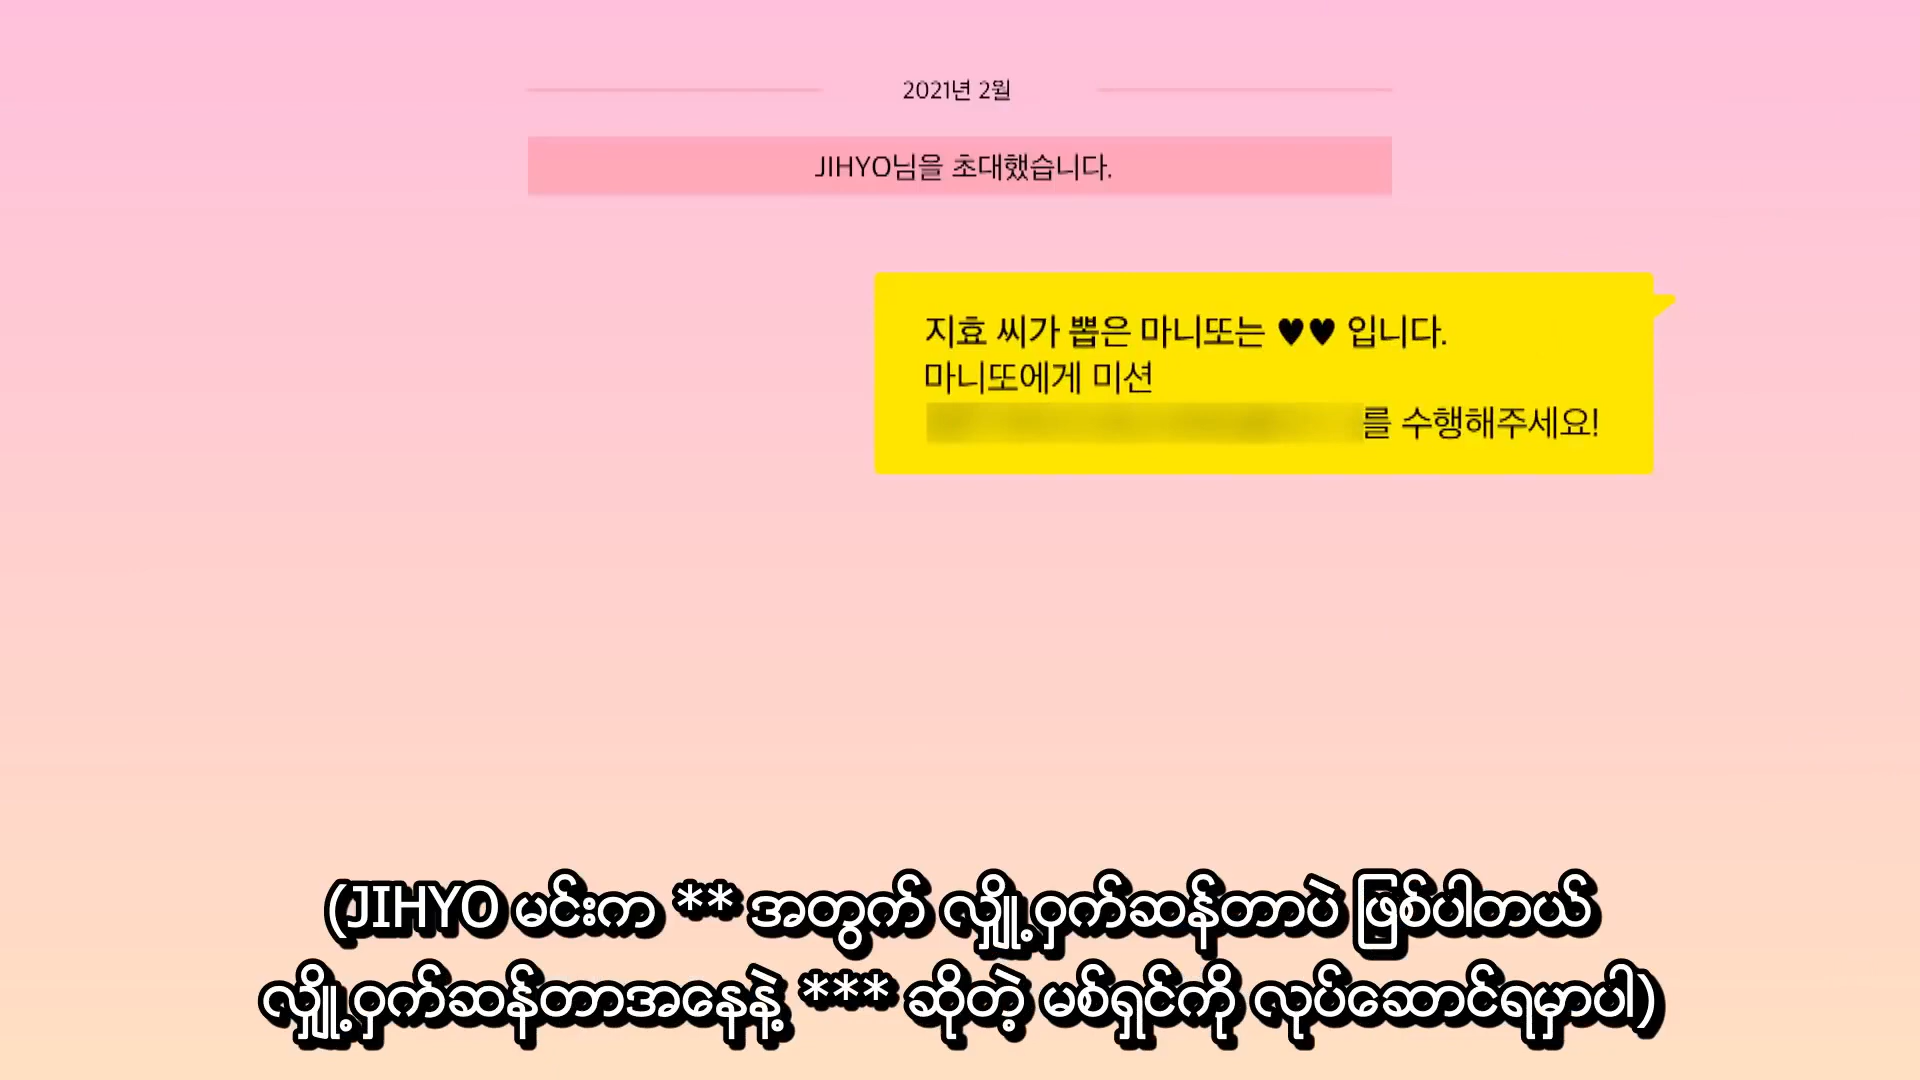 2021년 2월
JIHYO님을 초대했습니다.
지효 씨가 뽑은 마니또는 ♥♥ 입니다.
마니또에게 미션
를 수행해주세요!
(JIHYO မင်းက ** အတွက် လျှို့ဝှက်ဆန်တာပဲ ဖြစ်ပါတယ်
လျှို့ဝှက်ဆန်တာအနေနဲ့ *** ဆိုတဲ့ မစ်ရှင်ကို လုပ်ဆောင်ရမှာပါ)